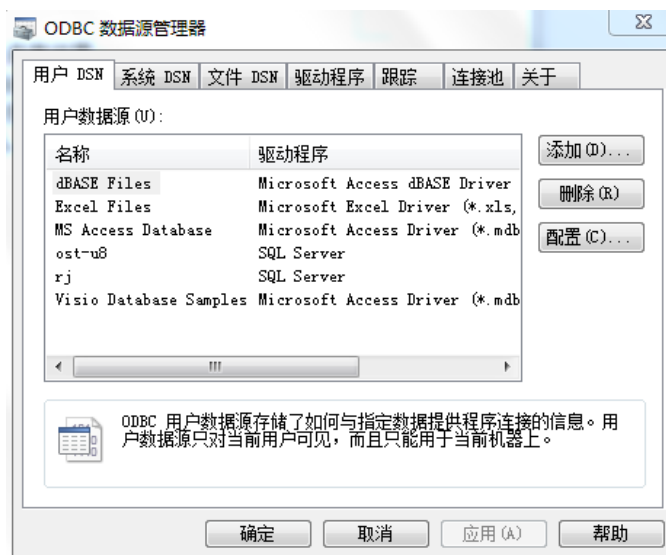 ODBC 数据源管理器
用户 DSN 系统 DSN 文件 DSN 驱动程序 跟踪 连接池 关于
用户数据源(U):
名称 驱动程序
添加(D)...
dBASE Files Microsoft Access dBASE Driver
Excel Files Microsoft Excel Driver (*.xls,
删除(R)
MS Access Database Microsoft Access Driver (*.mdb
配置(C)...
ost-u8 SQL Server
rj SQL Server
Visio Database Samples Microsoft Access Driver (*.mdb
ODBC 用户数据源存储了如何与指定数据提供程序连接的信息。用
户数据源只对当前用户可见，而且只能用于当前机器上。
确定 取消 应用(A) 帮助